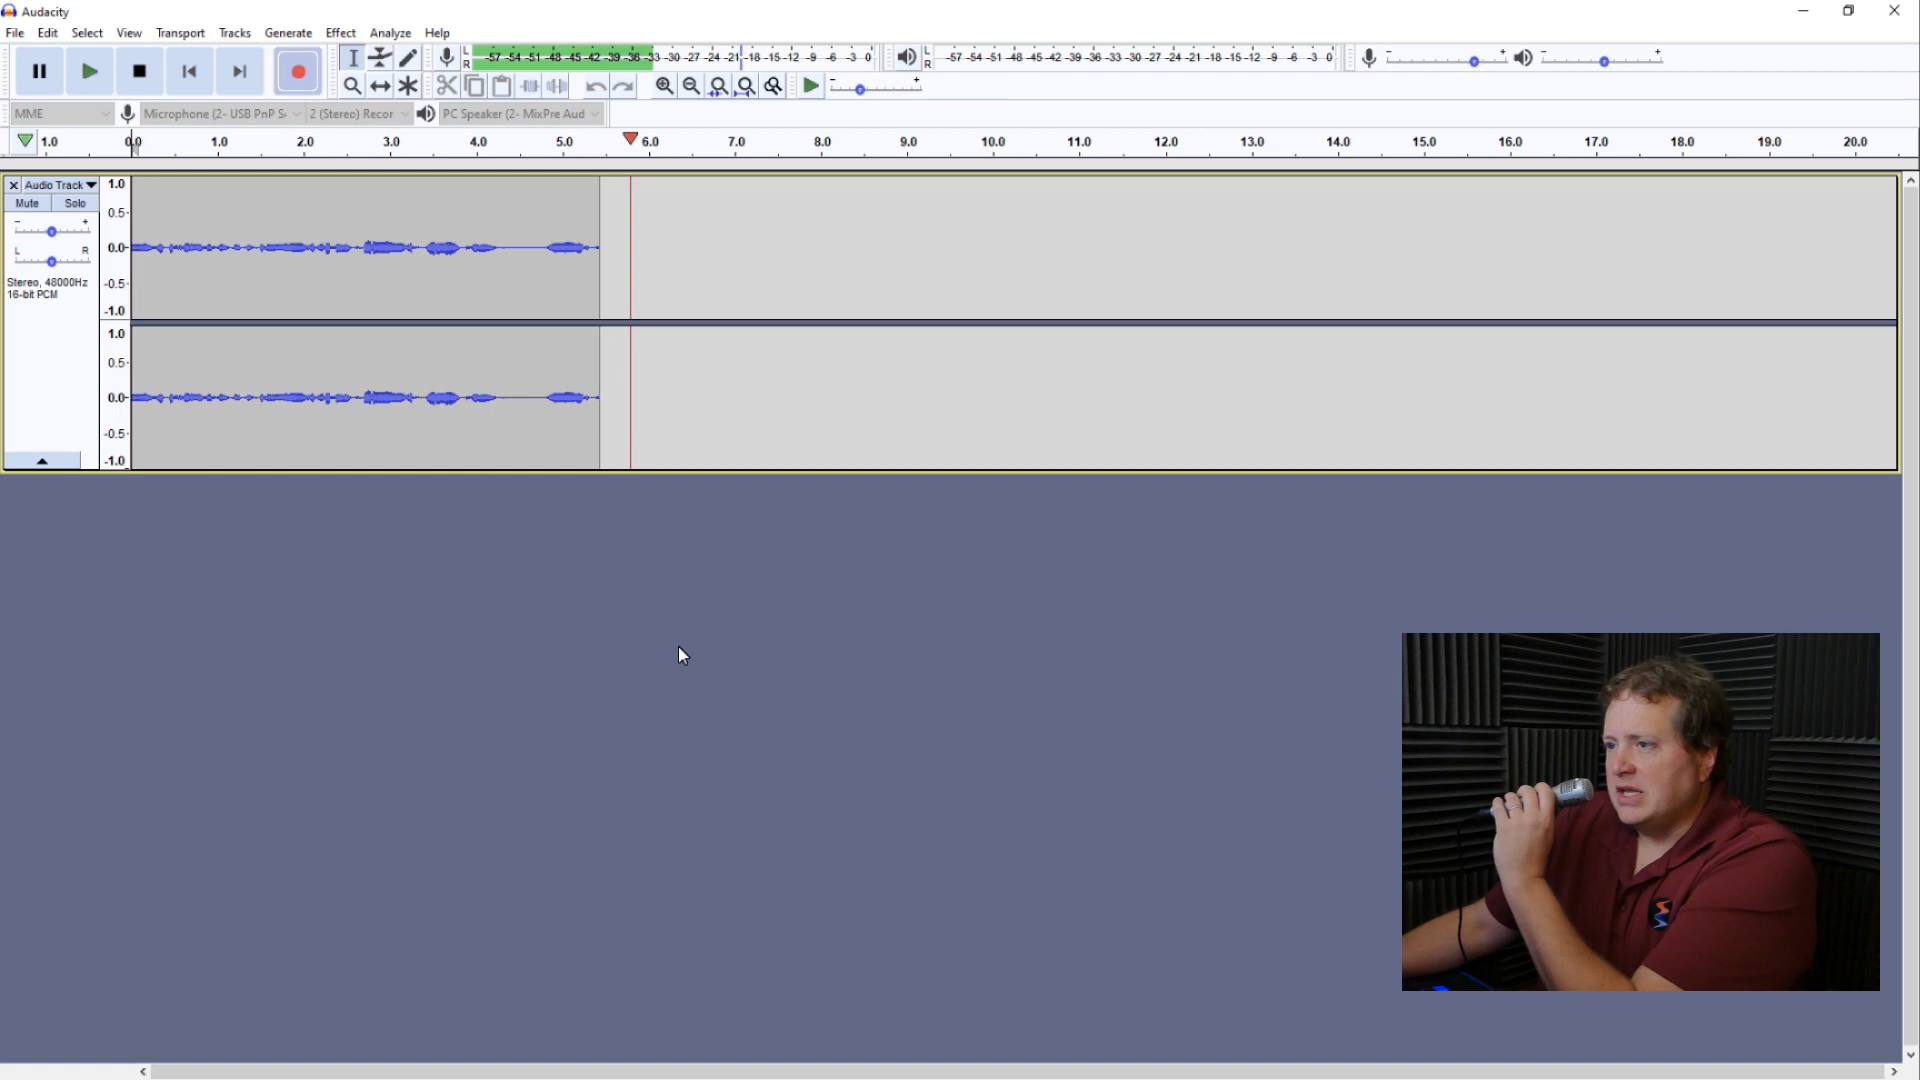 Audacity
File Edit Select View Transport Tracks Generate Effect Analyze Help
L
R
-57 -54 -51 -48 -45 -42 -39 -36 -33 -30 -27 -24 -21 -18 -15 -12 -9 -6 -3 0
L
R
-57 -54 -51 -48 -45 -42 -39 -36 -33 -30 -27 -24 -21 -18 -15 -12 -9 -6 -3 0
- +
- +
- +
MME Microphone (2- USB PnP S 2 (Stereo) Recor PC Speaker (2- MixPre Aud
1.0 0.0 1.0 2.0 3.0 4.0 5.0 6.0 7.0 8.0 9.0 10.0 11.0 12.0 13.0 14.0 15.0 16.0 17.0 18.0 19.0 20.0
X Audio Track
Mute Solo
- +
L R
Stereo, 48000Hz
16-bit PCM
1.0
0.5-
0.0-
-0.5-
-1.0
1.0
0.5-
0.0-
-0.5-
-1.0